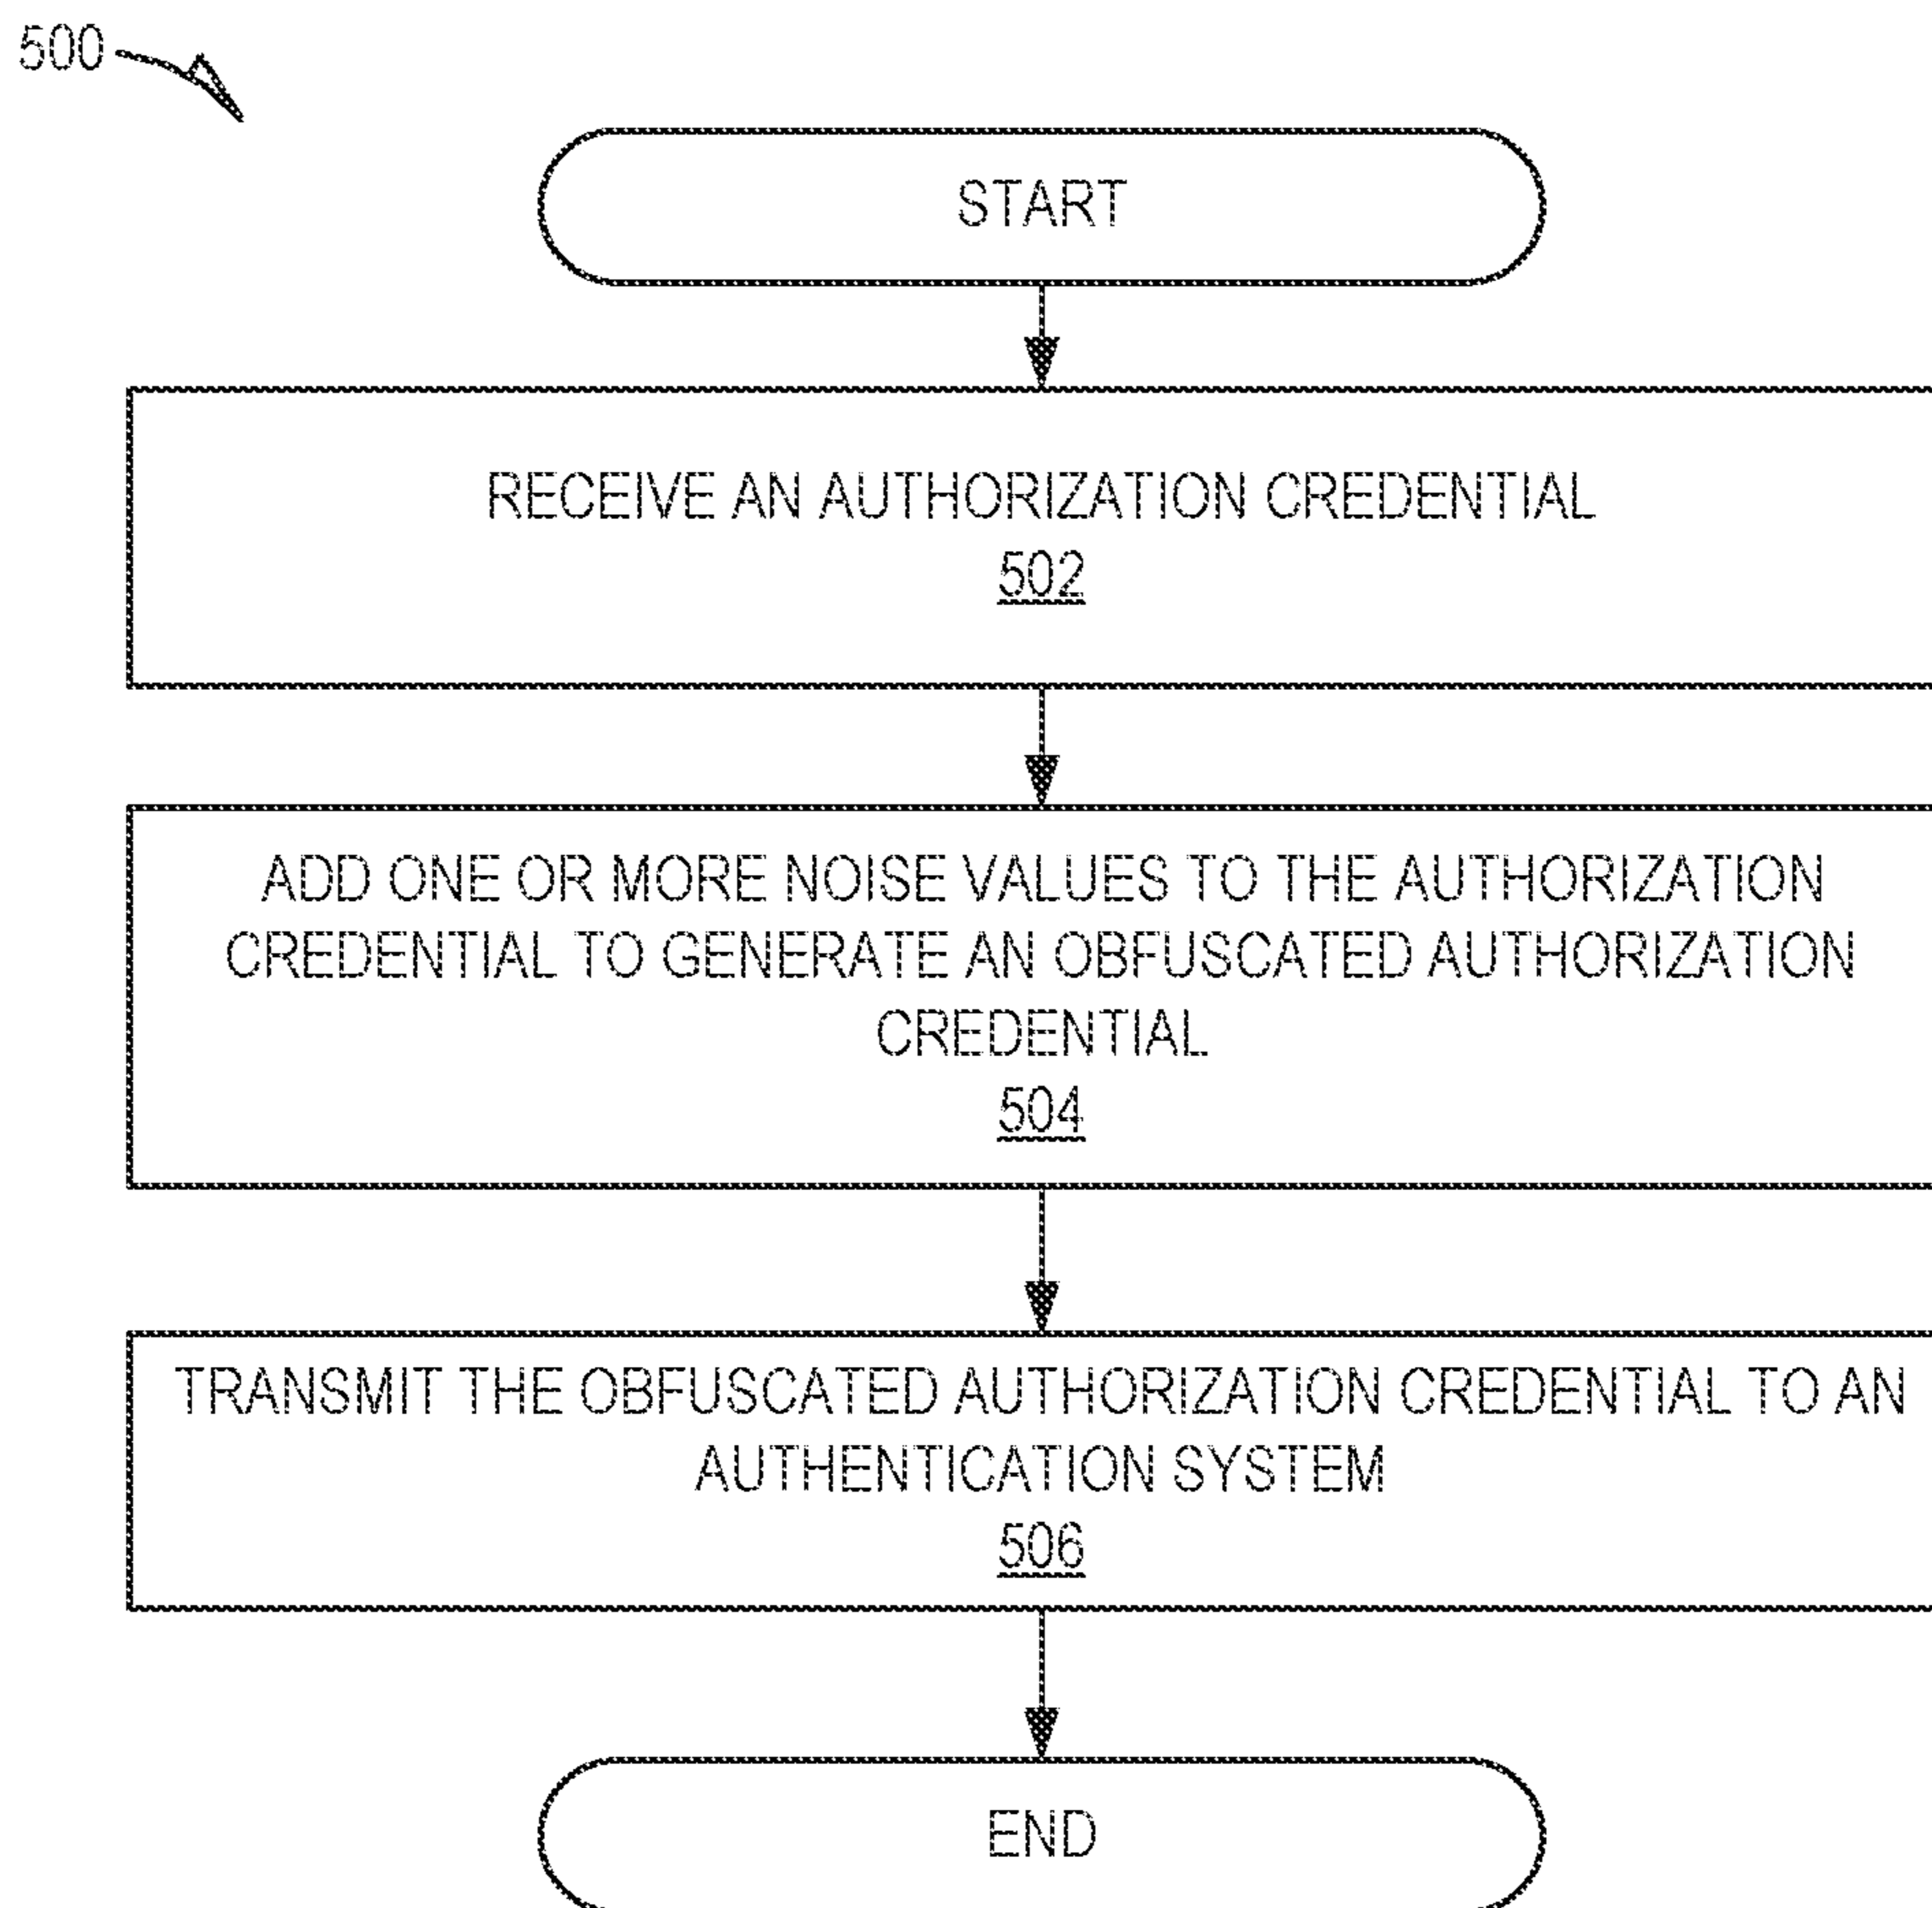 500
START
RECEIVE AN AUTHORIZATION CREDENTIAL
502
ADD ONE OR MORE NOISE VALUES TO THE AUTHORIZATION
CREDENTIAL TO GENERATE AN OBFUSCATED AUTHORIZATION
CREDENTIAL
504
TRANSMIT THE OBFUSCATED AUTHORIZATION CREDENTIAL TO AN
AUTHENTICATION SYSTEM
506
END